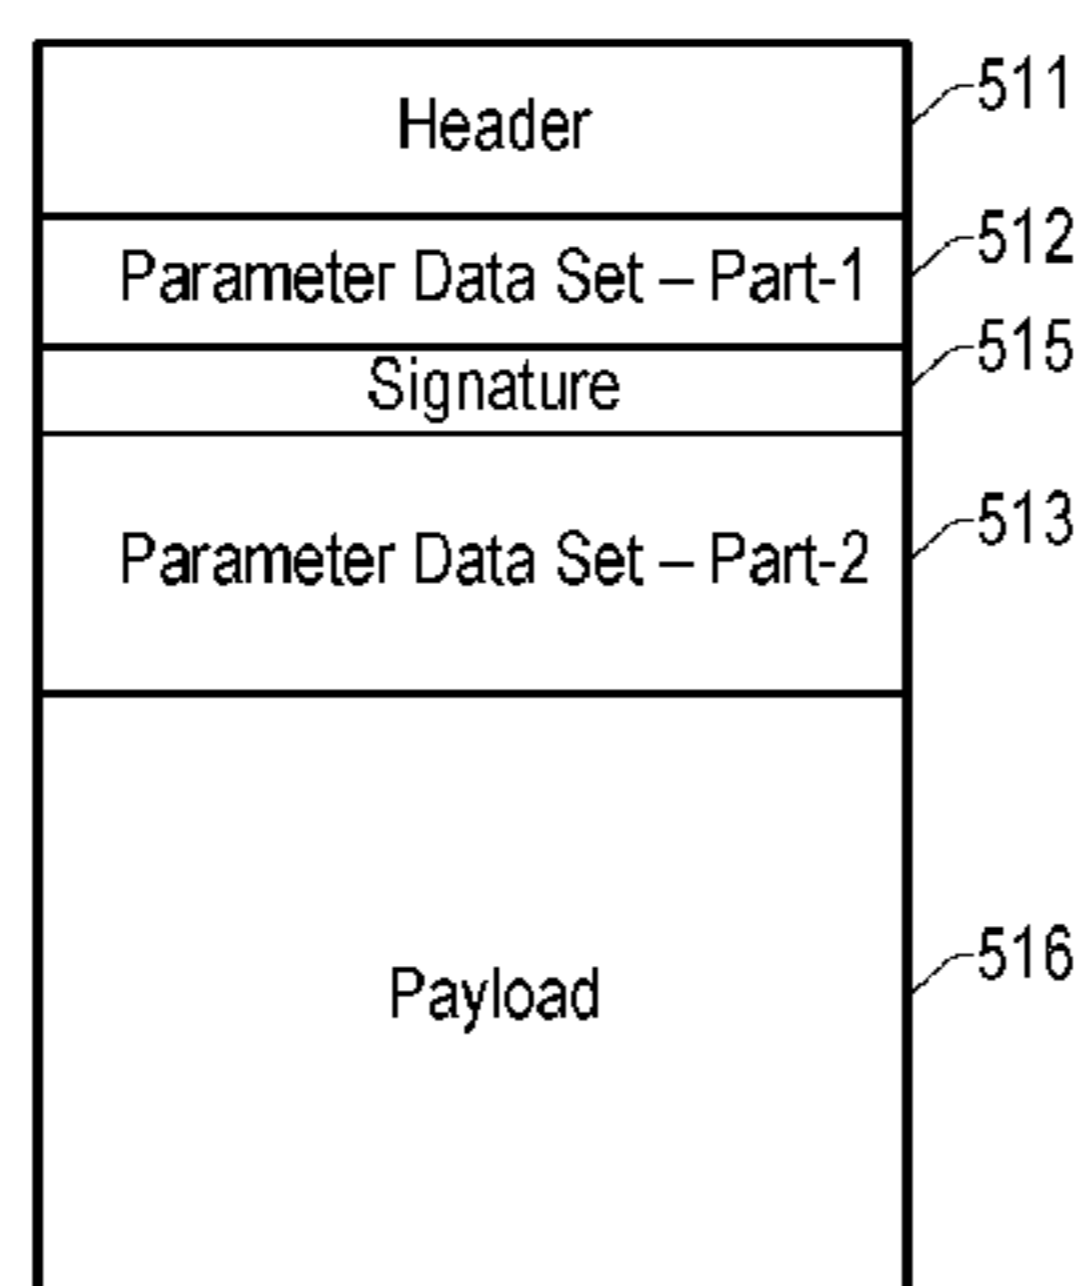 Header
511
Parameter Data Set – Part-1
512
Signature
515
Parameter Data Set – Part-2
513
Payload
516